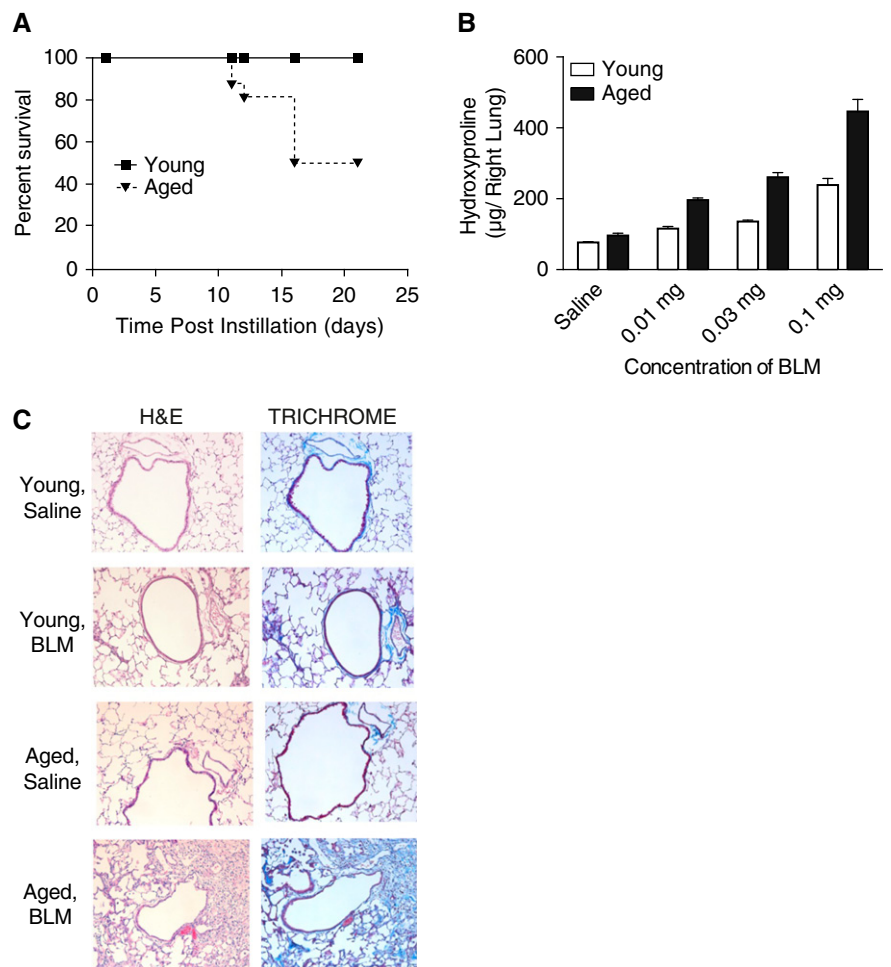 A
Percent survival
100
80
60
40
20
0
Young
Aged
0 5 10 15 20 25
Time Post Instillation (days)
B
Hydroxyproline
(μg/ Right Lung)
600
400
200
0
Young
Aged
Saline 0.01 mg 0.03 mg 0.1 mg
Concentration of BLM
C
H&E TRICHROME
Young,
Saline
Young,
BLM
Aged,
Saline
Aged,
BLM